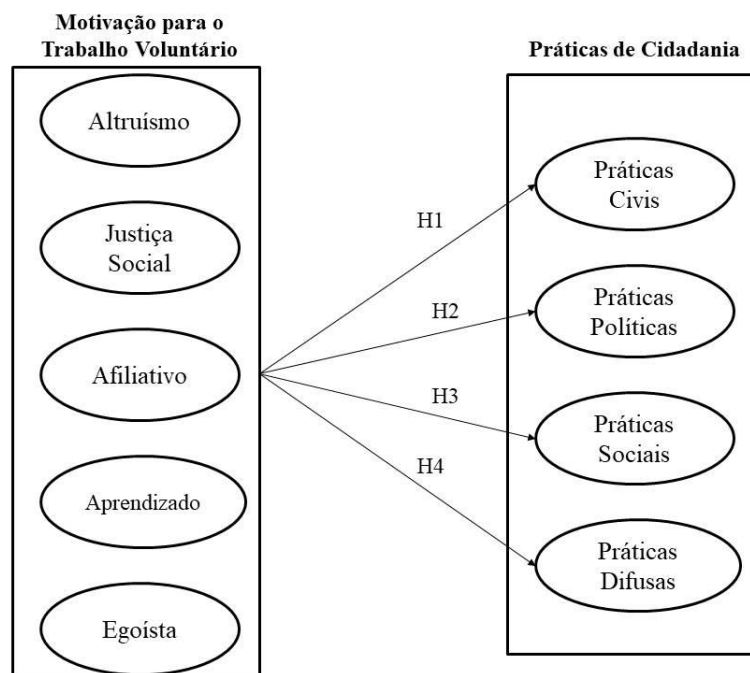 Motivação para o
Trabalho Voluntário
Altruísmo
Justiça
Social
Afiliativo
Aprendizado
Egoísta
H1
H2
H3
H4
Práticas de Cidadania
Práticas
Civis
Práticas
Políticas
Práticas
Sociais
Práticas
Difusas